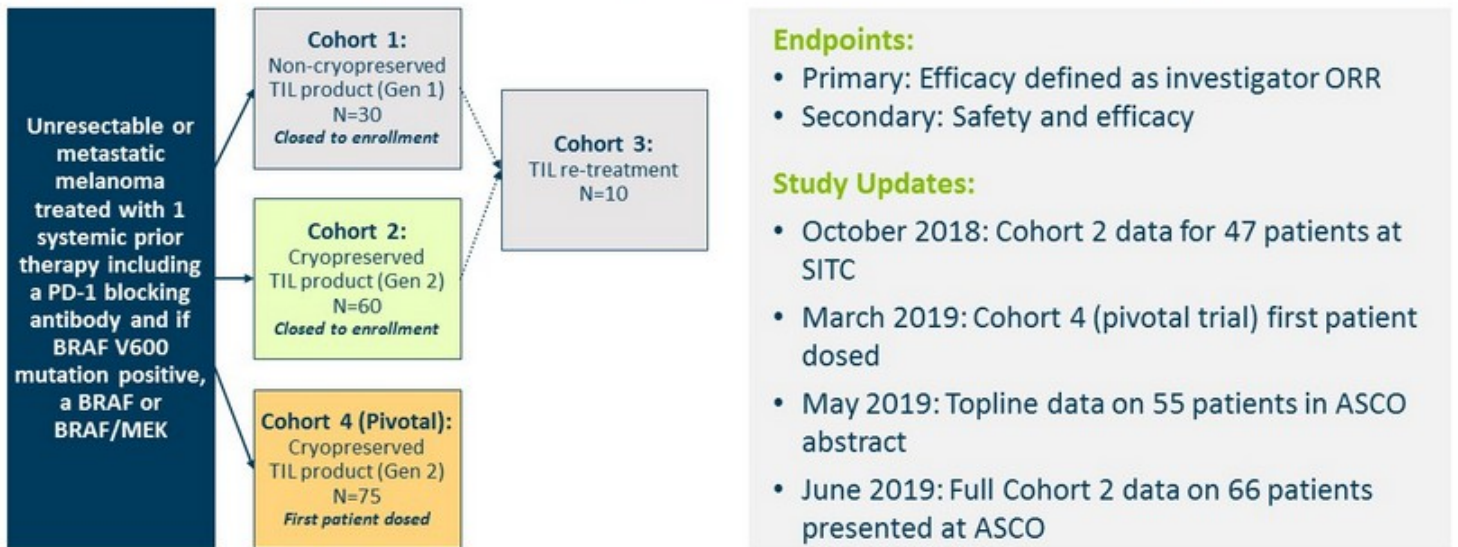 Unresectable or
metastatic
melanoma
treated with 1
systemic prior
therapy including
a PD-1 blocking
antibody and if
BRAF V600
mutation positive,
a BRAF or
BRAF/MEK
Cohort 1:
Non-cryopreserved
TIL product (Gen 1)
N=30
Closed to enrollment
Cohort 2:
Cryopreserved
TIL product (Gen 2)
N=60
Closed to enrollment
Cohort 4 (Pivotal):
Cryopreserved
TIL product (Gen 2)
N=75
First patient dosed
Cohort 3:
TIL re-treatment
N=10
Endpoints:
• Primary: Efficacy defined as investigator ORR
• Secondary: Safety and efficacy
Study Updates:
• October 2018: Cohort 2 data for 47 patients at
SITC
• March 2019: Cohort 4 (pivotal trial) first patient
dosed
• May 2019: Topline data on 55 patients in ASCO
abstract
• June 2019: Full Cohort 2 data on 66 patients
presented at ASCO